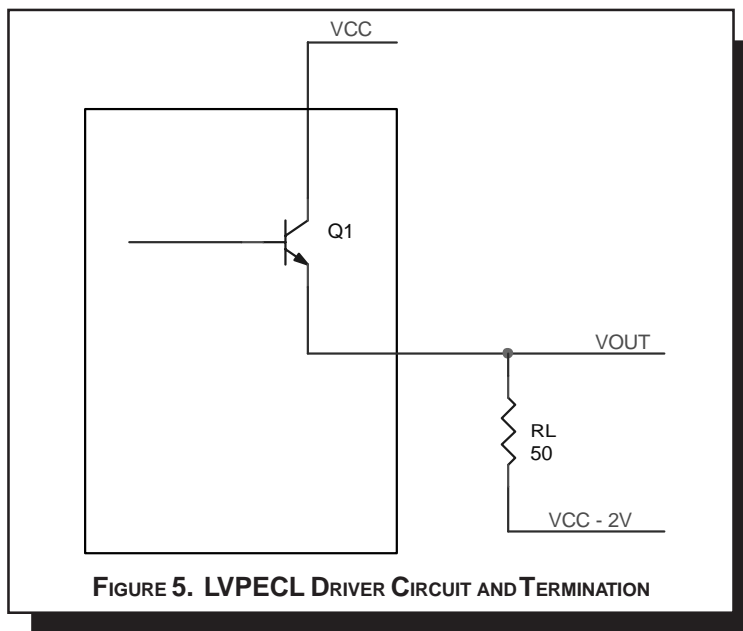 VCC
Q1
VOUT
RL
50
VCC - 2V
FIGURE 5. LVPECL DRIVER CIRCUIT AND TERMINATION